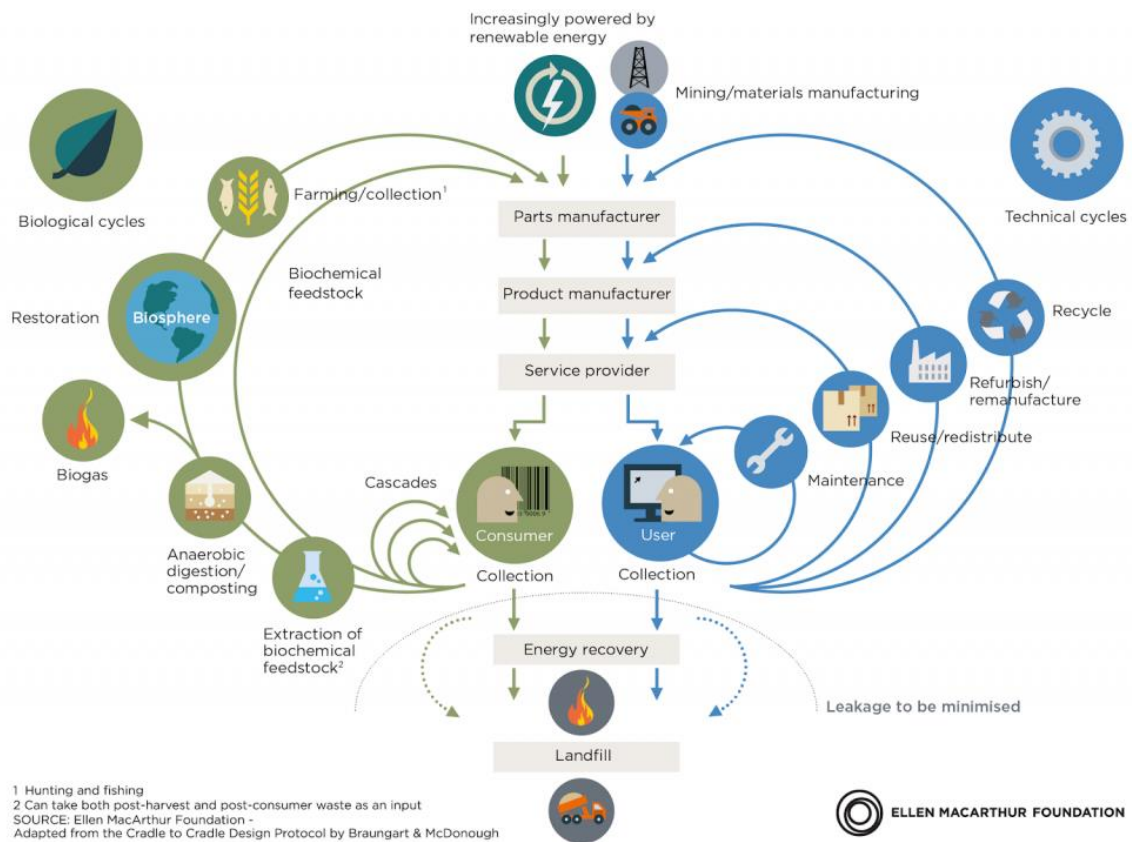 Increasingly powered by
renewable energy
Mining/materials manufacturing
Biological cycles
Technical cycles
Farming/collection¹
Parts manufacturer
Biochemical
feedstock
Product manufacturer
Restoration
Biosphere
Recycle
Service provider
Refurbish/
remanufacture
Reuse/redistribute
Biogas
Cascades
Maintenance
Consumer
User
Anaerobic
digestion/
composting
Collection
Collection
Extraction of
biochemical
feedstock²
Energy recovery
Leakage to be minimised
Landfill
1 Hunting and fishing
2 Can take both post-harvest and post-consumer waste as an input
SOURCE: Ellen MacArthur Foundation -
Adapted from the Cradle to Cradle Design Protocol by Braungart & McDonough
ELLEN MACARTHUR FOUNDATION